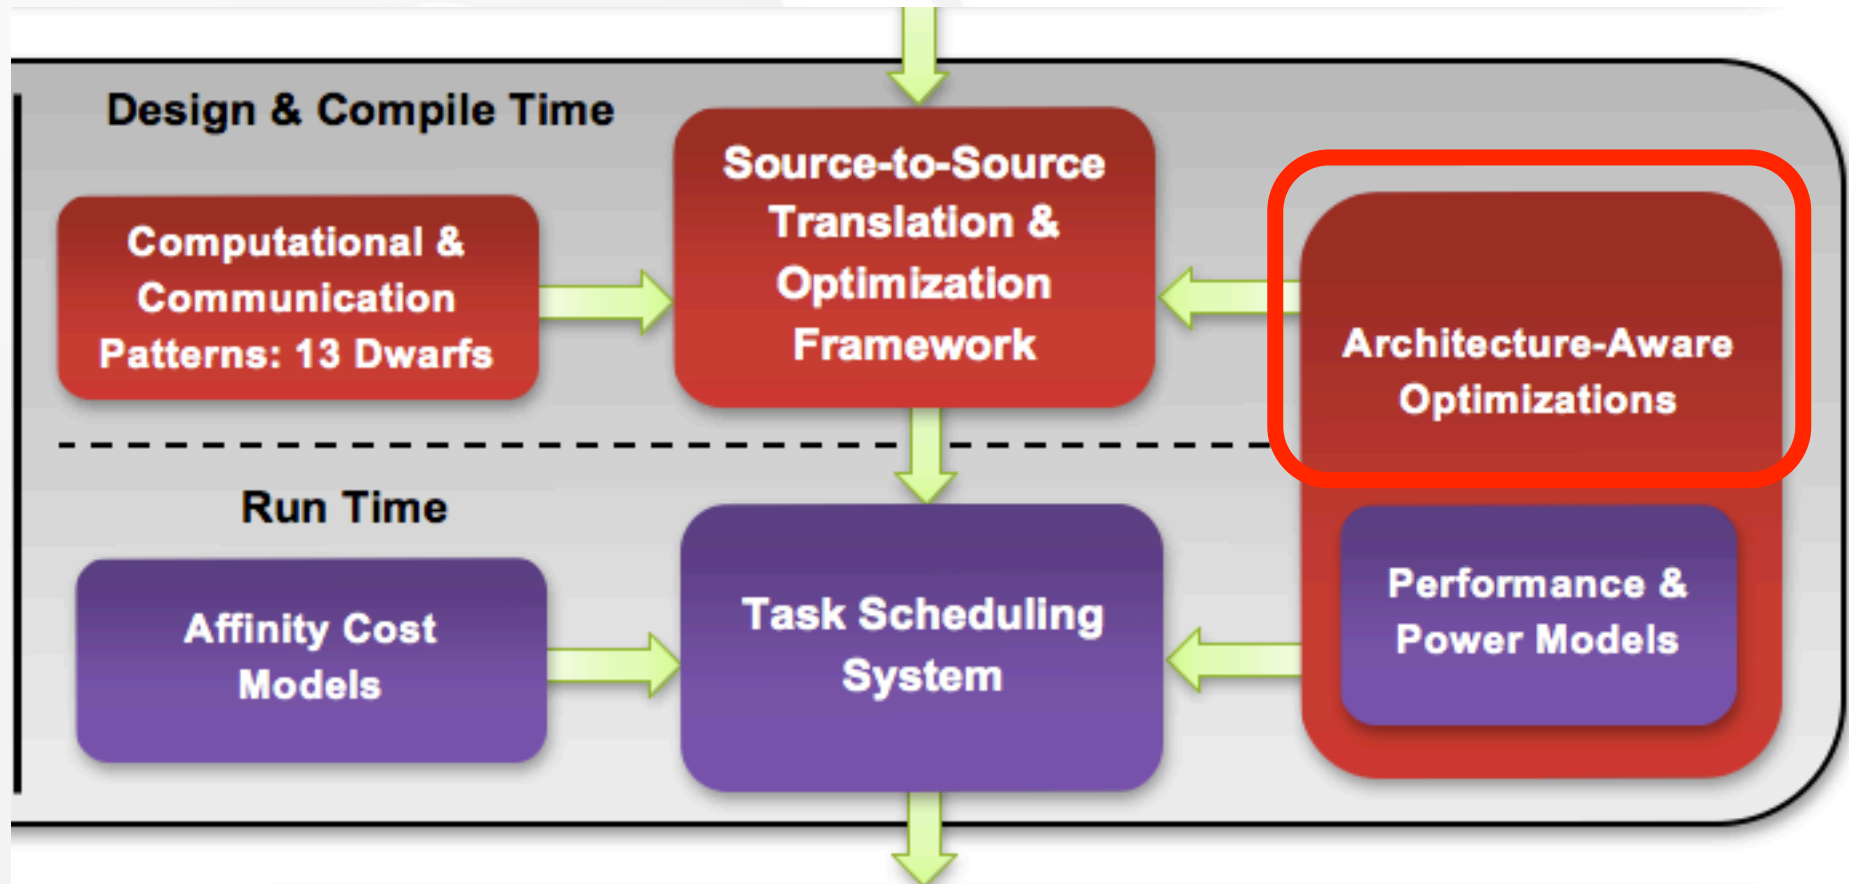 Design & Compile Time
Source-to-Source
Translation &
Optimization
Framework
Computational &
Communication
Patterns: 13 Dwarfs
Architecture-Aware
Optimizations
Run Time
Affinity Cost
Models
Task Scheduling
System
Performance &
Power Models